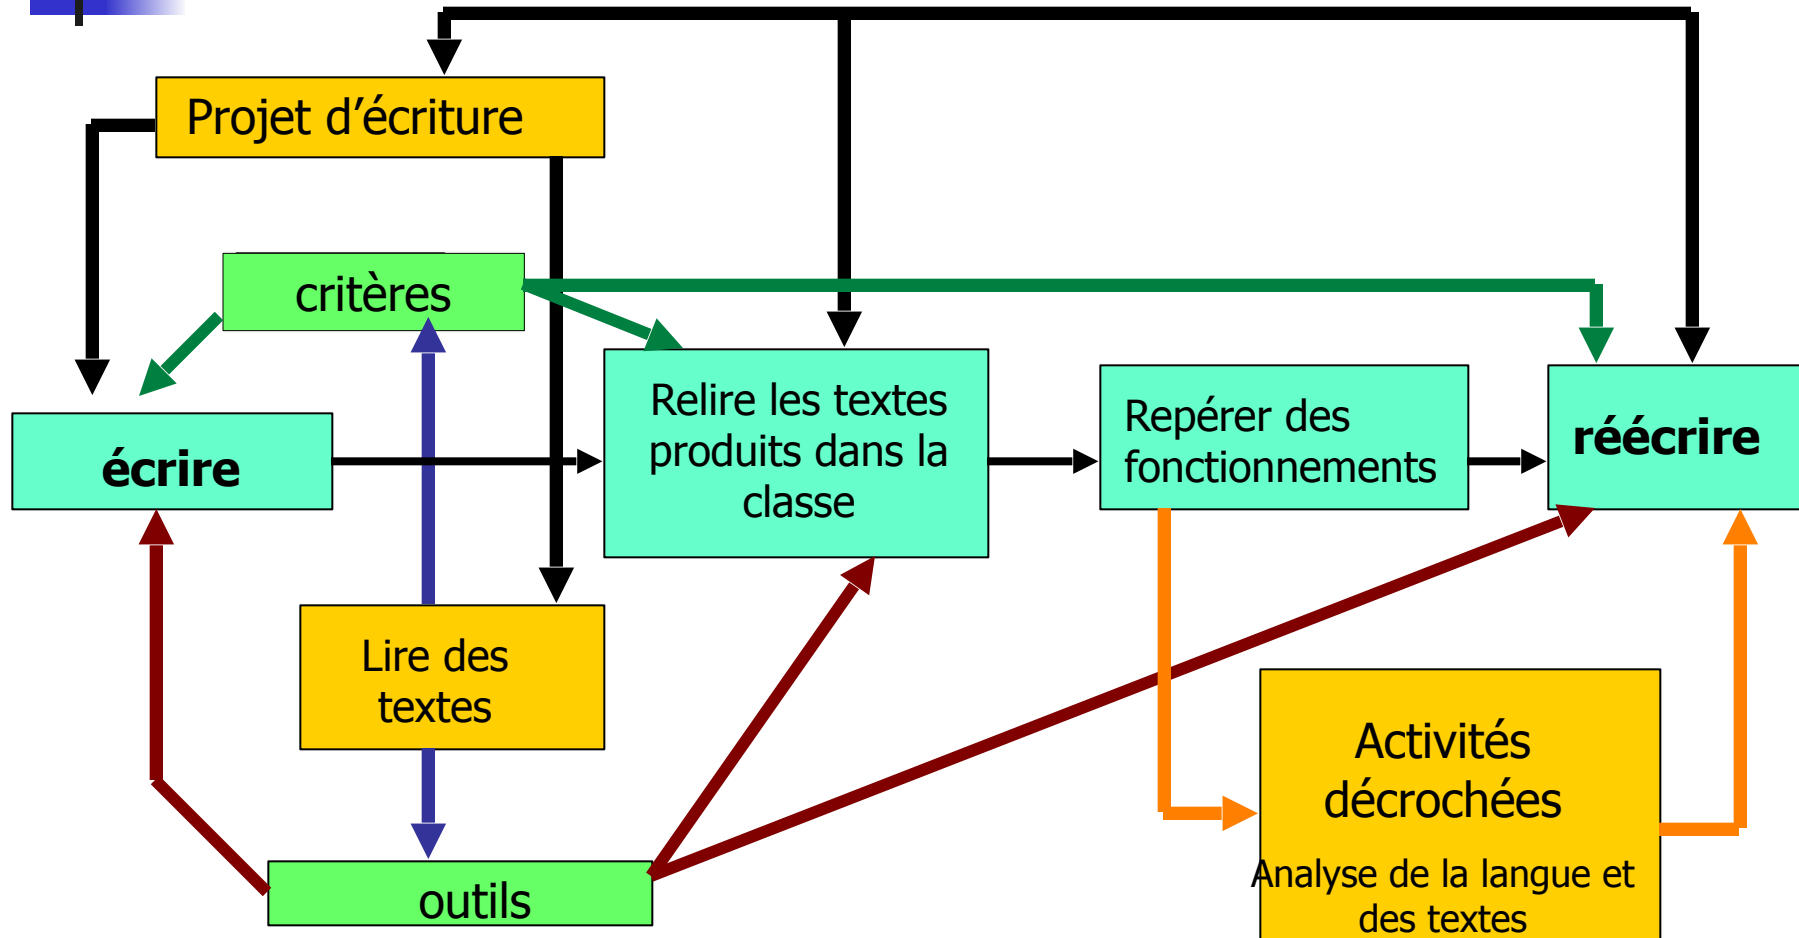 Projet d’écriture
critères
écrire
Relire les textes
produits dans la
classe
Repérer des
fonctionnements
réécrire
Lire des
textes
Activités
décrochées
Analyse de la langue et
des textes
outils